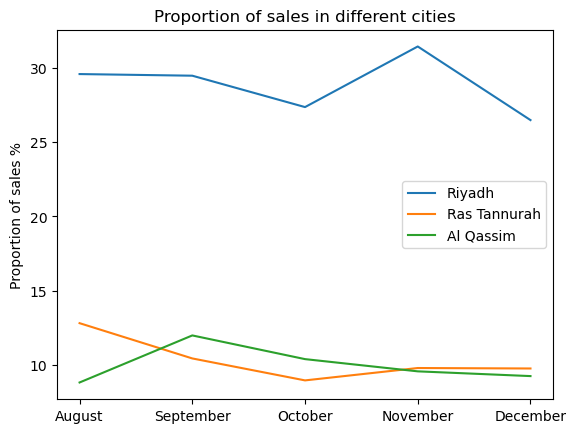 Proportion of sales in different cities
Proportion of sales %
30
25
20
15
10
Riyadh
Ras Tannurah
Al Qassim
August September October November December